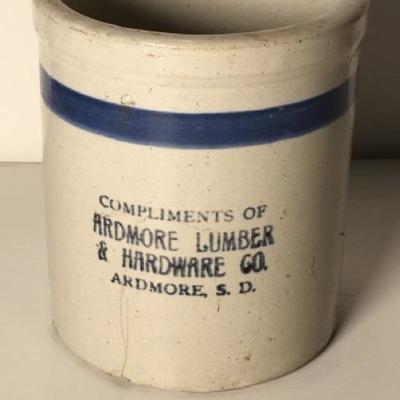 COMPLIMENTS OF
ARDMORE LUMBER
& HARDWARE CO.
ARDMORE, S. D.